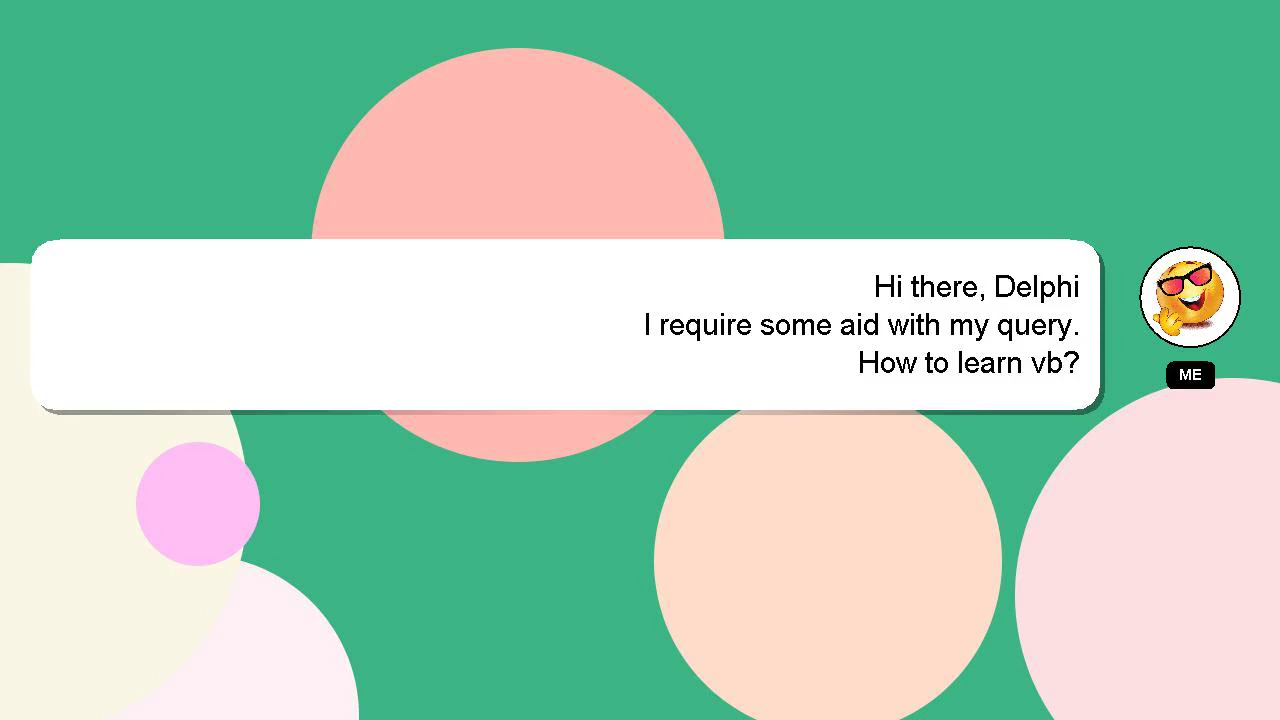 Hi there, Delphi
I require some aid with my query.
How to learn vb?
ME